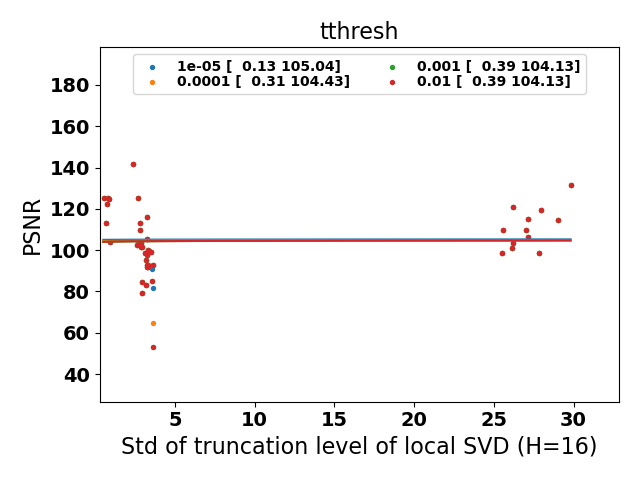 tthresh
1e-05 [  0.13 105.04]
0.0001 [  0.31 104.43]
0.001 [  0.39 104.13]
0.01 [  0.39 104.13]
PSNR
180
160
140
120
100
80
60
40
5 10 15 20 25 30
Std of truncation level of local SVD (H=16)